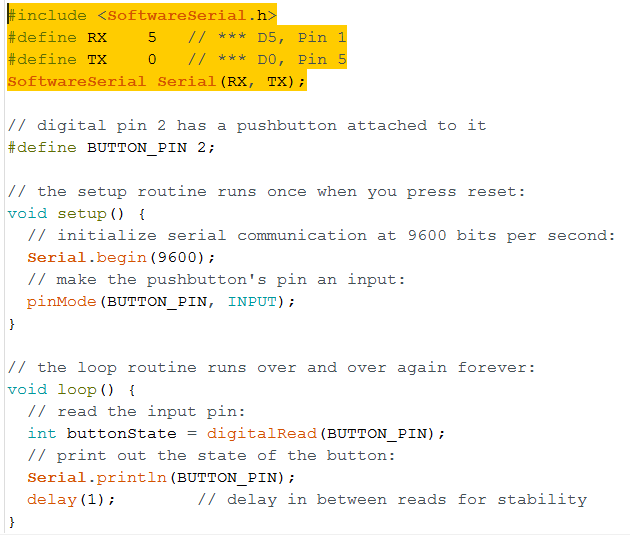 #include <SoftwareSerial.h>
#define RX    5   // *** D5, Pin 1
#define TX    0   // *** D0, Pin 5
SoftwareSerial Serial(RX, TX);

// digital pin 2 has a pushbutton attached to it
#define BUTTON_PIN 2;

// the setup routine runs once when you press reset:
void setup() {
  // initialize serial communication at 9600 bits per second:
  Serial.begin(9600);
  // make the pushbutton's pin an input:
  pinMode(BUTTON_PIN, INPUT);
}

// the loop routine runs over and over again forever:
void loop() {
  // read the input pin:
  int buttonState = digitalRead(BUTTON_PIN);
  // print out the state of the button:
  Serial.println(BUTTON_PIN);
  delay(1);        // delay in between reads for stability
}